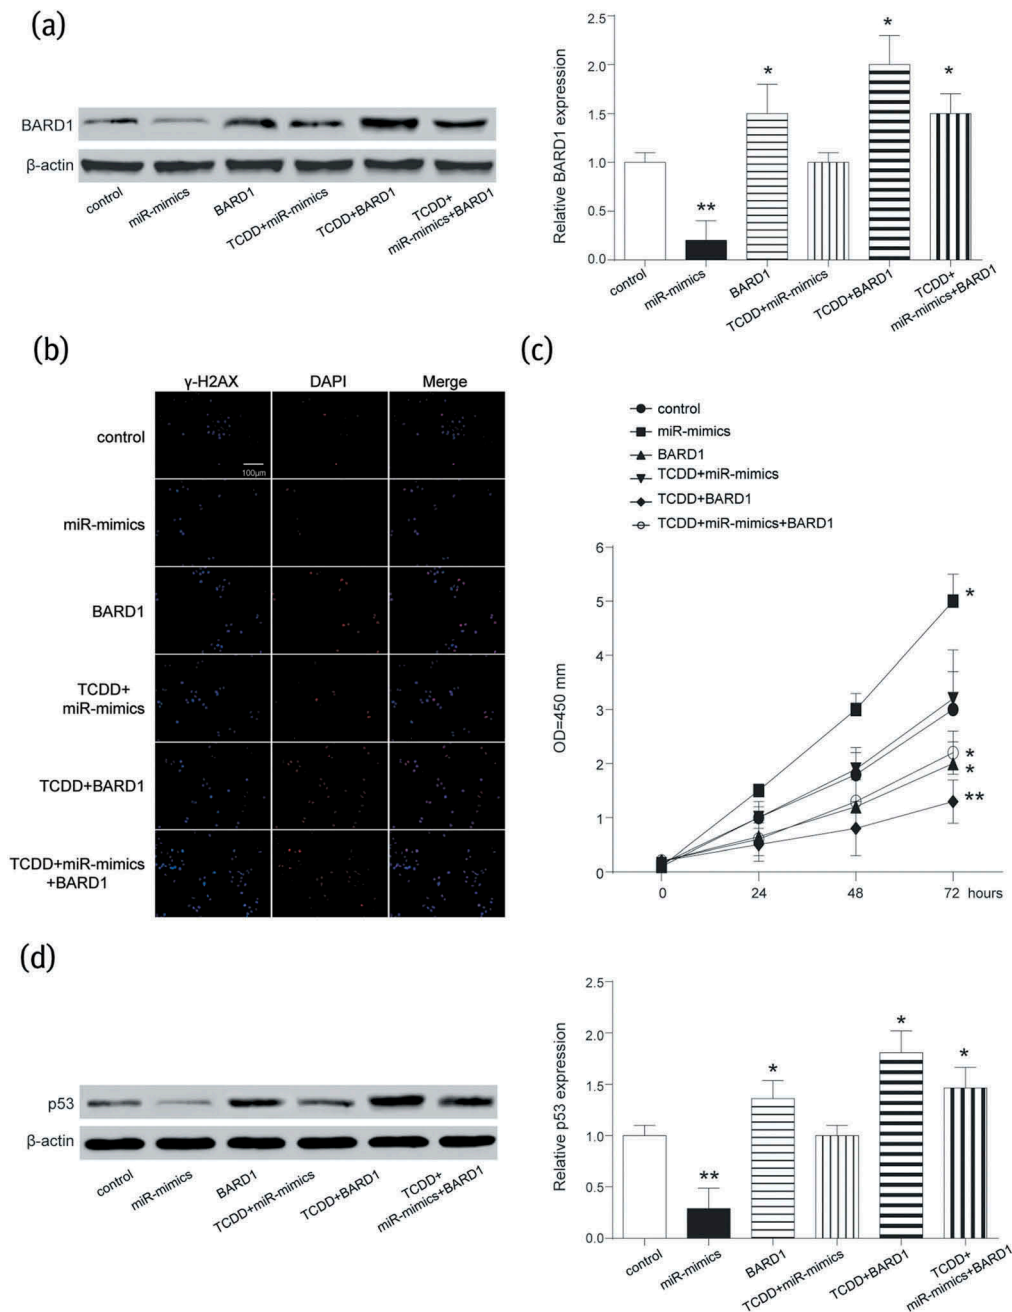 (a)
BARD1
β-actin
control
miR-mimics
BARD1
TCDD+miR-mimics
TCDD+BARD1
TCDD+
miR-mimics+BARD1
Relative BARD1 expression
2.5
2.0
1.5
1.0
0.5
0.0
**
*
*
*
control
miR-mimics
BARD1
TCDD+miR-mimics
TCDD+BARD1
TCDD+
miR-mimics+BARD1
(b)
γ-H2AX DAPI Merge
control
100μm
miR-mimics
BARD1
TCDD+
miR-mimics
TCDD+BARD1
TCDD+miR-mimics
+BARD1
(c)
control
miR-mimics
BARD1
TCDD+miR-mimics
TCDD+BARD1
TCDD+miR-mimics+BARD1
OD=450 mm
6
5
4
3
2
1
0
*
*
*
**
0 24 48 72 hours
(d)
p53
β-actin
control
miR-mimics
BARD1
TCDD+miR-mimics
TCDD+BARD1
TCDD+
miR-mimics+BARD1
Relative p53 expression
2.5
2.0
1.5
1.0
0.5
0.0
**
*
*
*
control
miR-mimics
BARD1
TCDD+miR-mimics
TCDD+BARD1
TCDD+
miR-mimics+BARD1